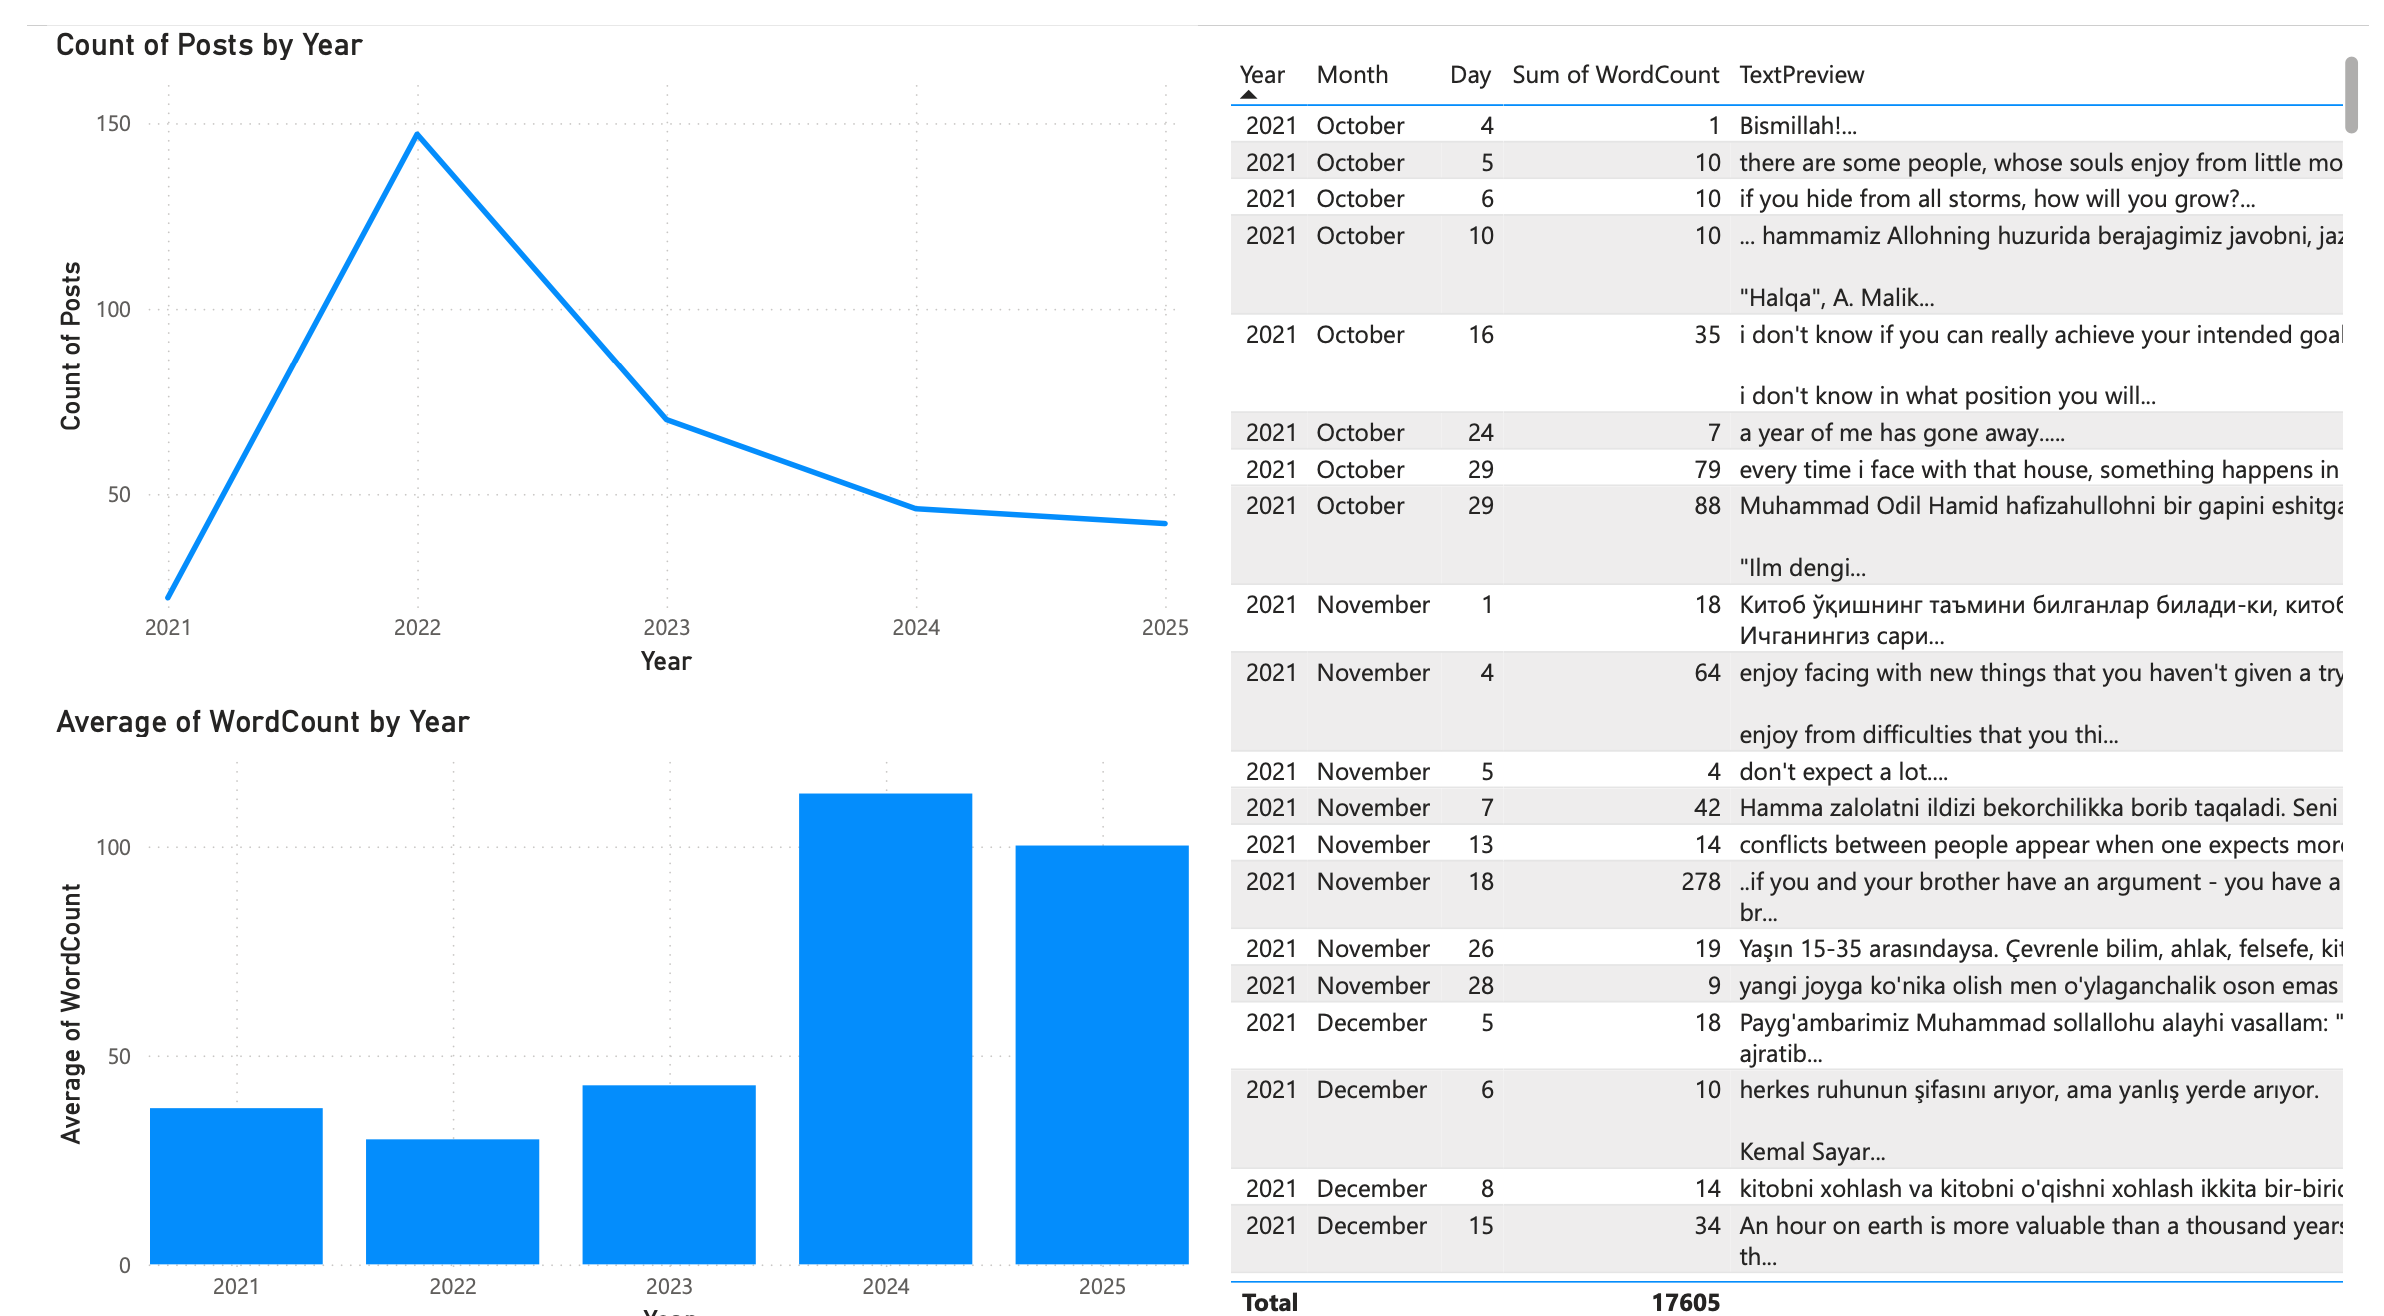 Count of Posts by Year
150
100
50
Count of Posts
2021 2022 2023 2024 2025
Year
Average of WordCount by Year
100
50
0
Average of WordCount
2021 2022 2023 2024 2025
Year Month Day Sum of WordCount TextPreview
2021 October 4 1 Bismillah!...
2021 October 5 10 there are some people, whose souls enjoy from little mo
2021 October 6 10 if you hide from all storms, how will you grow?...
2021 October 10 10 ... hammamiz Allohning huzurida berajagimiz javobni, jaz
"Halqa", A. Malik...
2021 October 16 35 i don't know if you can really achieve your intended goal
i don't know in what position you will...
2021 October 24 7 a year of me has gone away.....
2021 October 29 79 every time i face with that house, something happens in
2021 October 29 88 Muhammad Odil Hamid hafizahullohni bir gapini eshitga
"Ilm dengi...
2021 November 1 18 Китоб ўқишнинг таъмини билганлар билади-ки, китоб
Ичганингиз сари...
2021 November 4 64 enjoy facing with new things that you haven't given a try
enjoy from difficulties that you thi...
2021 November 5 4 don't expect a lot....
2021 November 7 42 Hamma zalolatni ildizi bekorchilikka borib taqaladi. Seni
2021 November 13 14 conflicts between people appear when one expects more
2021 November 18 278 ..if you and your brother have an argument - you have a
br...
2021 November 26 19 Yaşın 15-35 arasındaysa. Çevrenle bilim, ahlak, felsefe, kit
2021 November 28 9 yangi joyga ko'nika olish men o'ylaganchalik oson emas
2021 December 5 18 Payg'ambarimiz Muhammad sollallohu alayhi vasallam: "
ajratib...
2021 December 6 10 herkes ruhunun şifasını arıyor, ama yanlış yerde arıyor.
Kemal Sayar...
2021 December 8 14 kitobni xohlash va kitobni o'qishni xohlash ikkita bir-birid
2021 December 15 34 An hour on earth is more valuable than a thousand years
th...
Total 17605